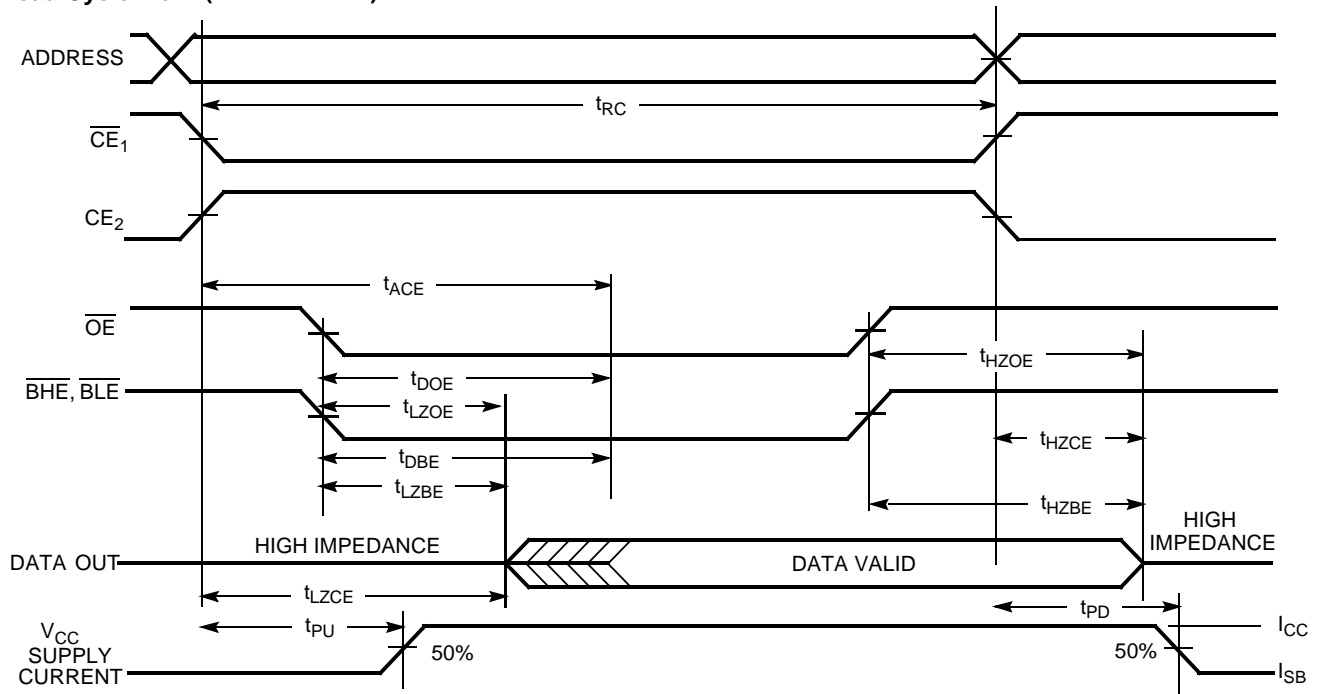 ADDRESS
tRC
CE1
CE2
tACE
OE
tHZOE
tDOE
BHE, BLE
tLZOE
tHZCE
tDBE
tLZBE
tHZBE
HIGH IMPEDANCE
HIGH
IMPEDANCE
DATA OUT
DATA VALID
tLZCE
tPU
tPD
VCC
SUPPLY
CURRENT
50%
50%
ICC
ISB